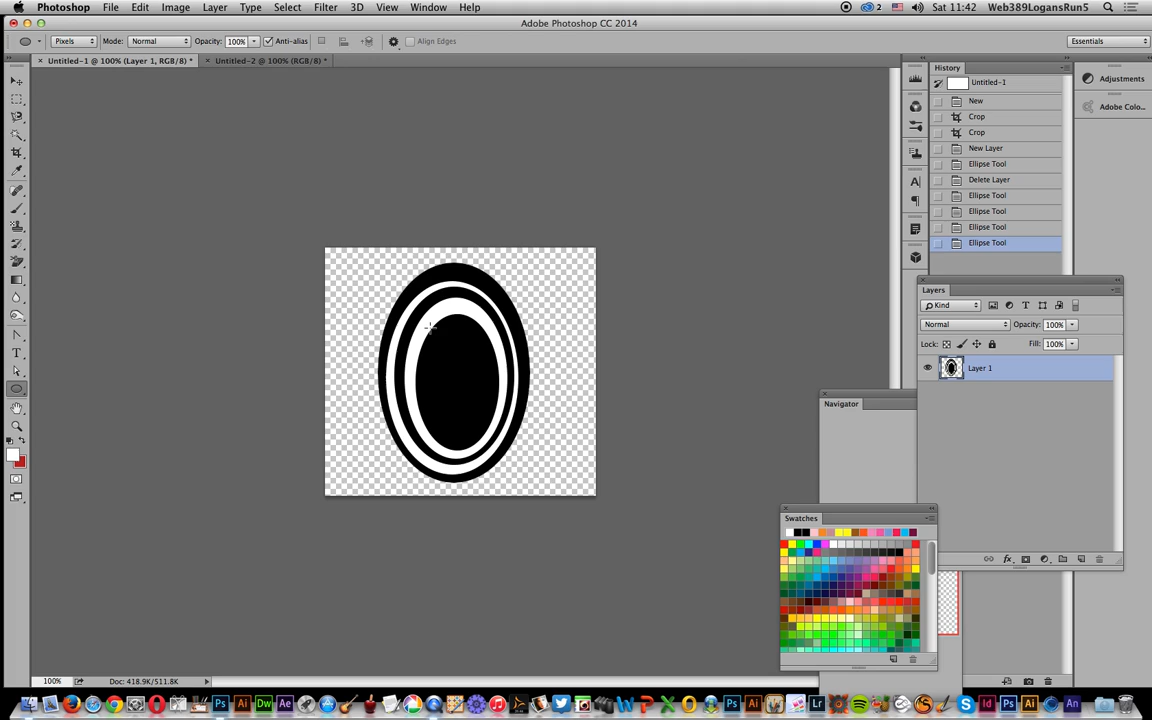 Photoshop File Edit Image Layer Type Select Filter 3D View Window Help 2 Sat 11:42 Web389LogansRun5
Adobe Photoshop CC 2014
Pixels Mode: Normal Opacity: 100% Anti-alias Align Edges Essentials
× Untitled-1 @ 100% (Layer 1, RGB/8) * × Untitled-2 @ 100% (RGB/8) *
History
Untitled-1
New
Crop
Crop
New Layer
Ellipse Tool
Delete Layer
Ellipse Tool
Ellipse Tool
Ellipse Tool
Ellipse Tool
Adjustments
Adobe Colo...
Layers
Kind
Normal Opacity: 100%
Lock: Fill: 100%
Layer 1
Navigator
Swatches
100% Doc: 418.9K/511.8K